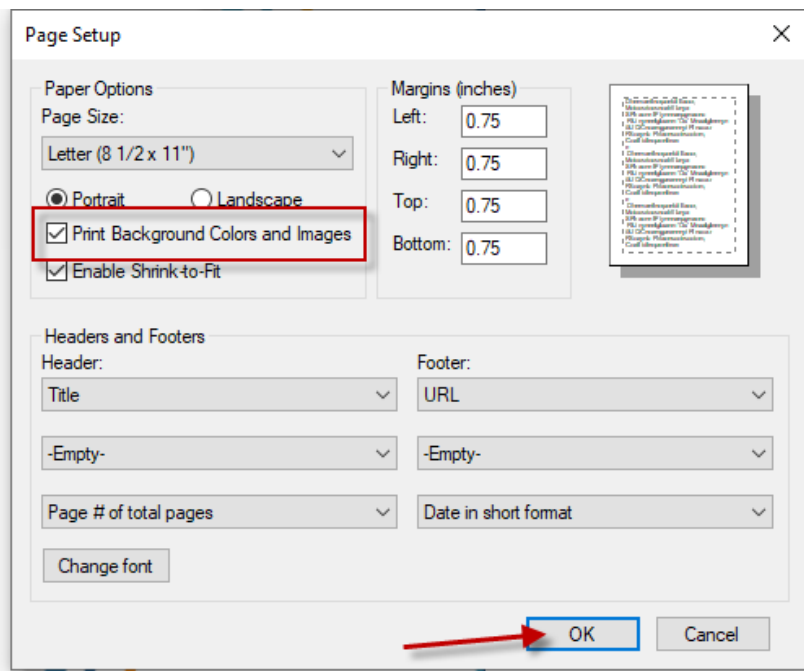 Page Setup
Paper Options
Page Size:
Letter (8 1/2 x 11")
Portrait Landscape
Print Background Colors and Images
Enable Shrink-to-Fit
Margins (inches)
Left: 0.75
Right: 0.75
Top: 0.75
Bottom: 0.75
Headers and Footers
Header: Footer:
Title URL
-Empty- -Empty-
Page # of total pages Date in short format
Change font
OK Cancel